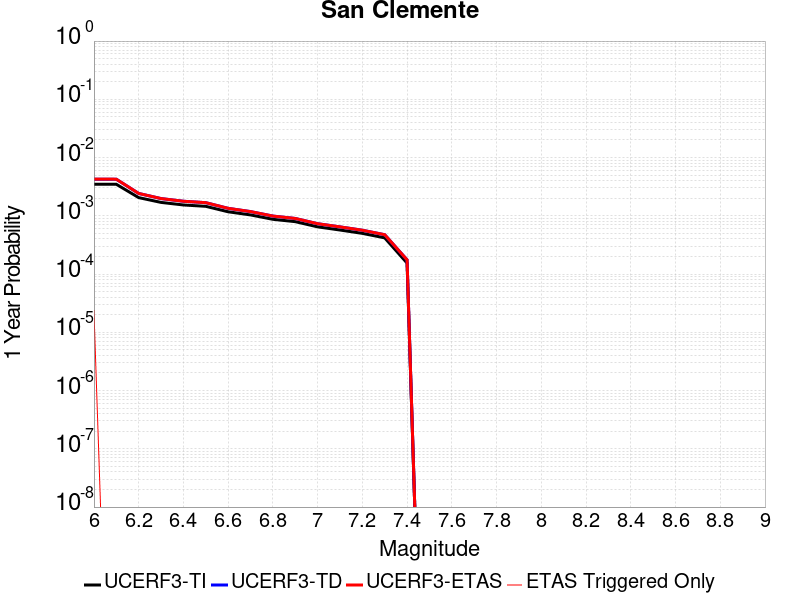 San Clemente
10^0
10^-1
10^-2
10^-3
10^-4
10^-5
10^-6
10^-7
10^-8
1 Year Probability
6 6.2 6.4 6.6 6.8 7 7.2 7.4 7.6 7.8 8 8.2 8.4 8.6 8.8 9
Magnitude
UCERF3-TI UCERF3-TD UCERF3-ETAS ETAS Triggered Only